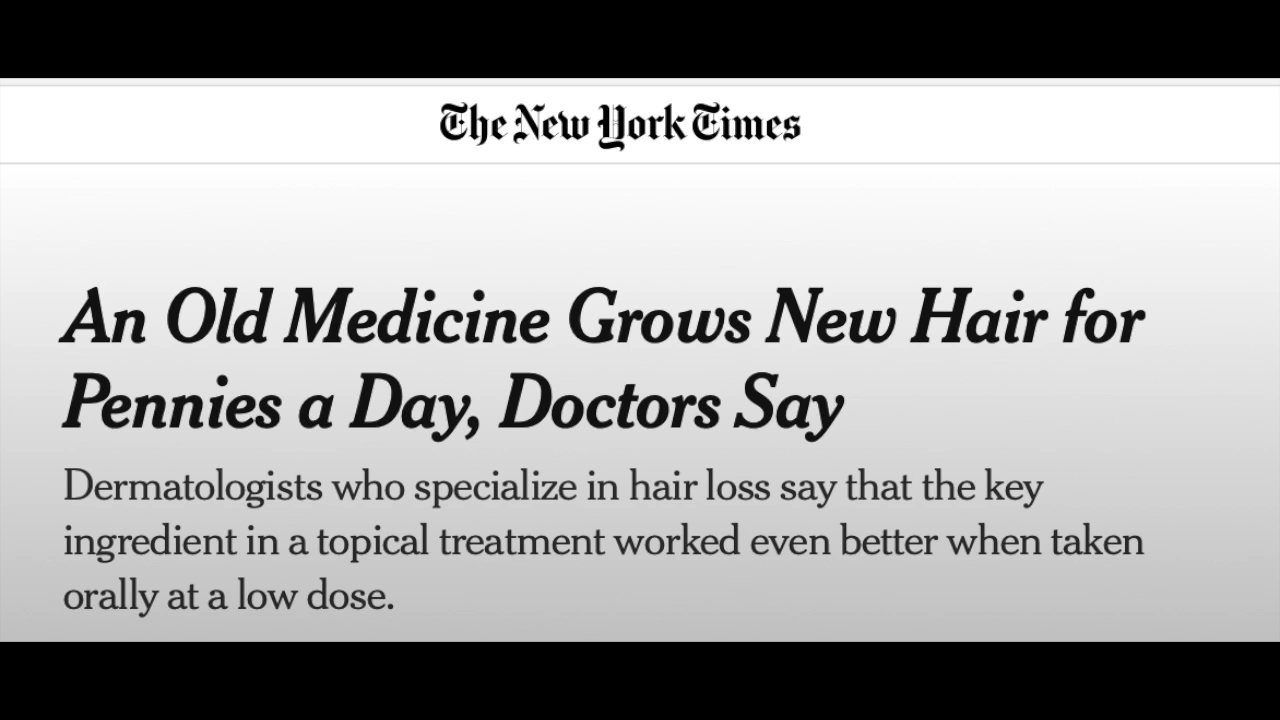 The New York Times
An Old Medicine Grows New Hair for
Pennies a Day, Doctors Say
Dermatologists who specialize in hair loss say that the key
ingredient in a topical treatment worked even better when taken
orally at a low dose.